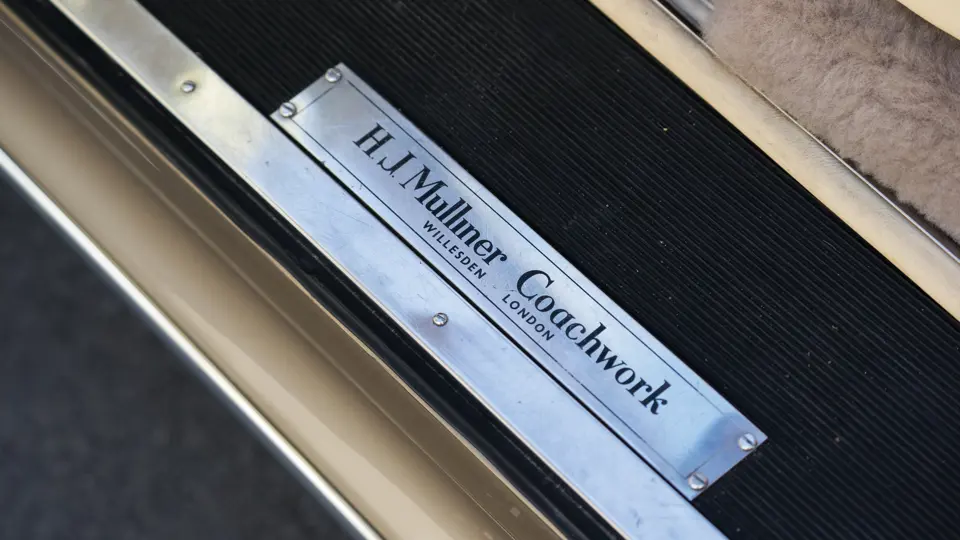 H.J. Mulliner Coachwork
WILLESDEN LONDON